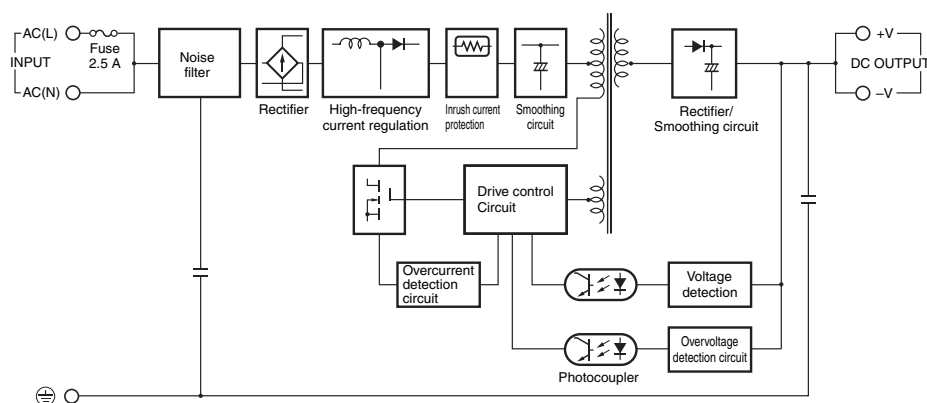 AC(L)
Fuse
2.5 A
INPUT
AC(N)
Noise
filter
Rectifier
High-frequency
current regulation
Inrush current
protection
Smoothing
circuit
Rectifier/
Smoothing circuit
+V
DC OUTPUT
–V
Drive control
Circuit
Overcurrent
detection
circuit
Voltage
detection
Overvoltage
detection circuit
Photocoupler